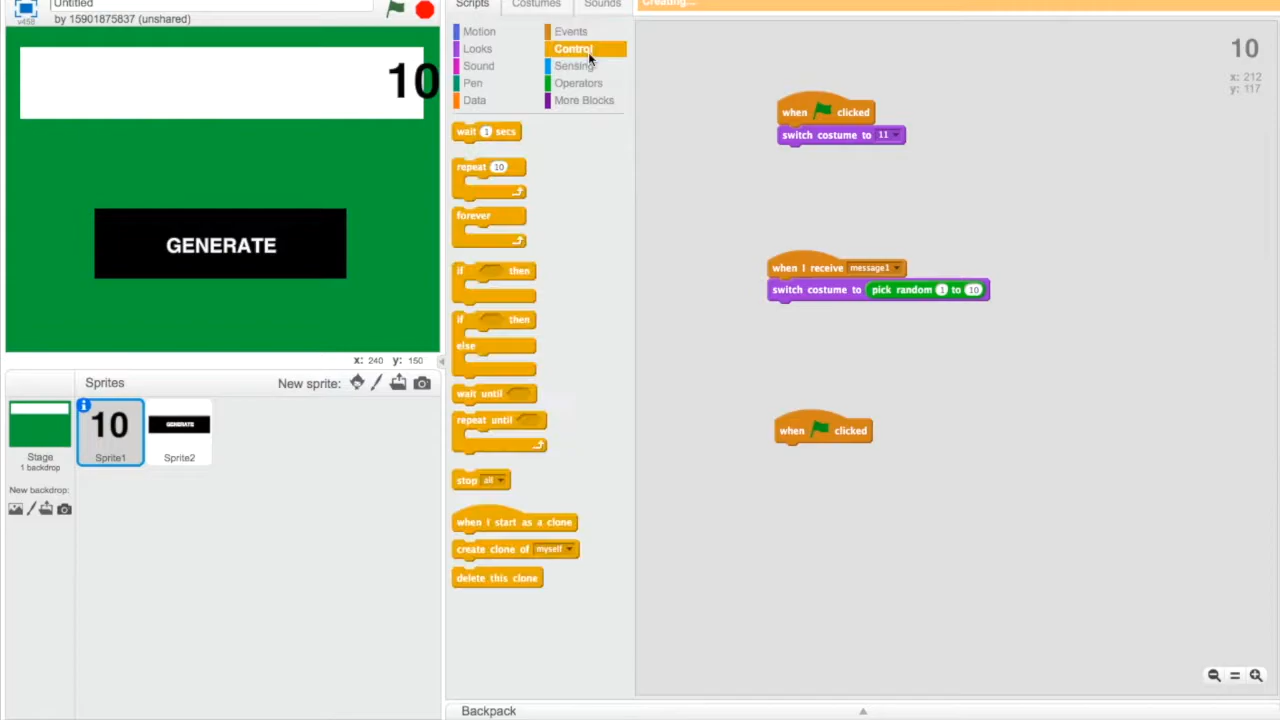 Untitled
by 15901875837 (unshared)
v458
10
GENERATE
x: 240 y: 150
Sprites
New sprite:
Stage
1 backdrop
New backdrop:
10
Sprite1
GENERATE
Sprite2
Scripts
Costumes
Sounds
Motion
Looks
Sound
Pen
Data
Events
Control
Sensing
Operators
More Blocks
wait 1 secs
repeat 10
forever
if then
if then
else
wait until
repeat until
stop all
when I start as a clone
create clone of myself
delete this clone
Creating...
10
x: 212
y: 117
when clicked
switch costume to 11
when I receive message1
switch costume to pick random 1 to 10
when clicked
Backpack